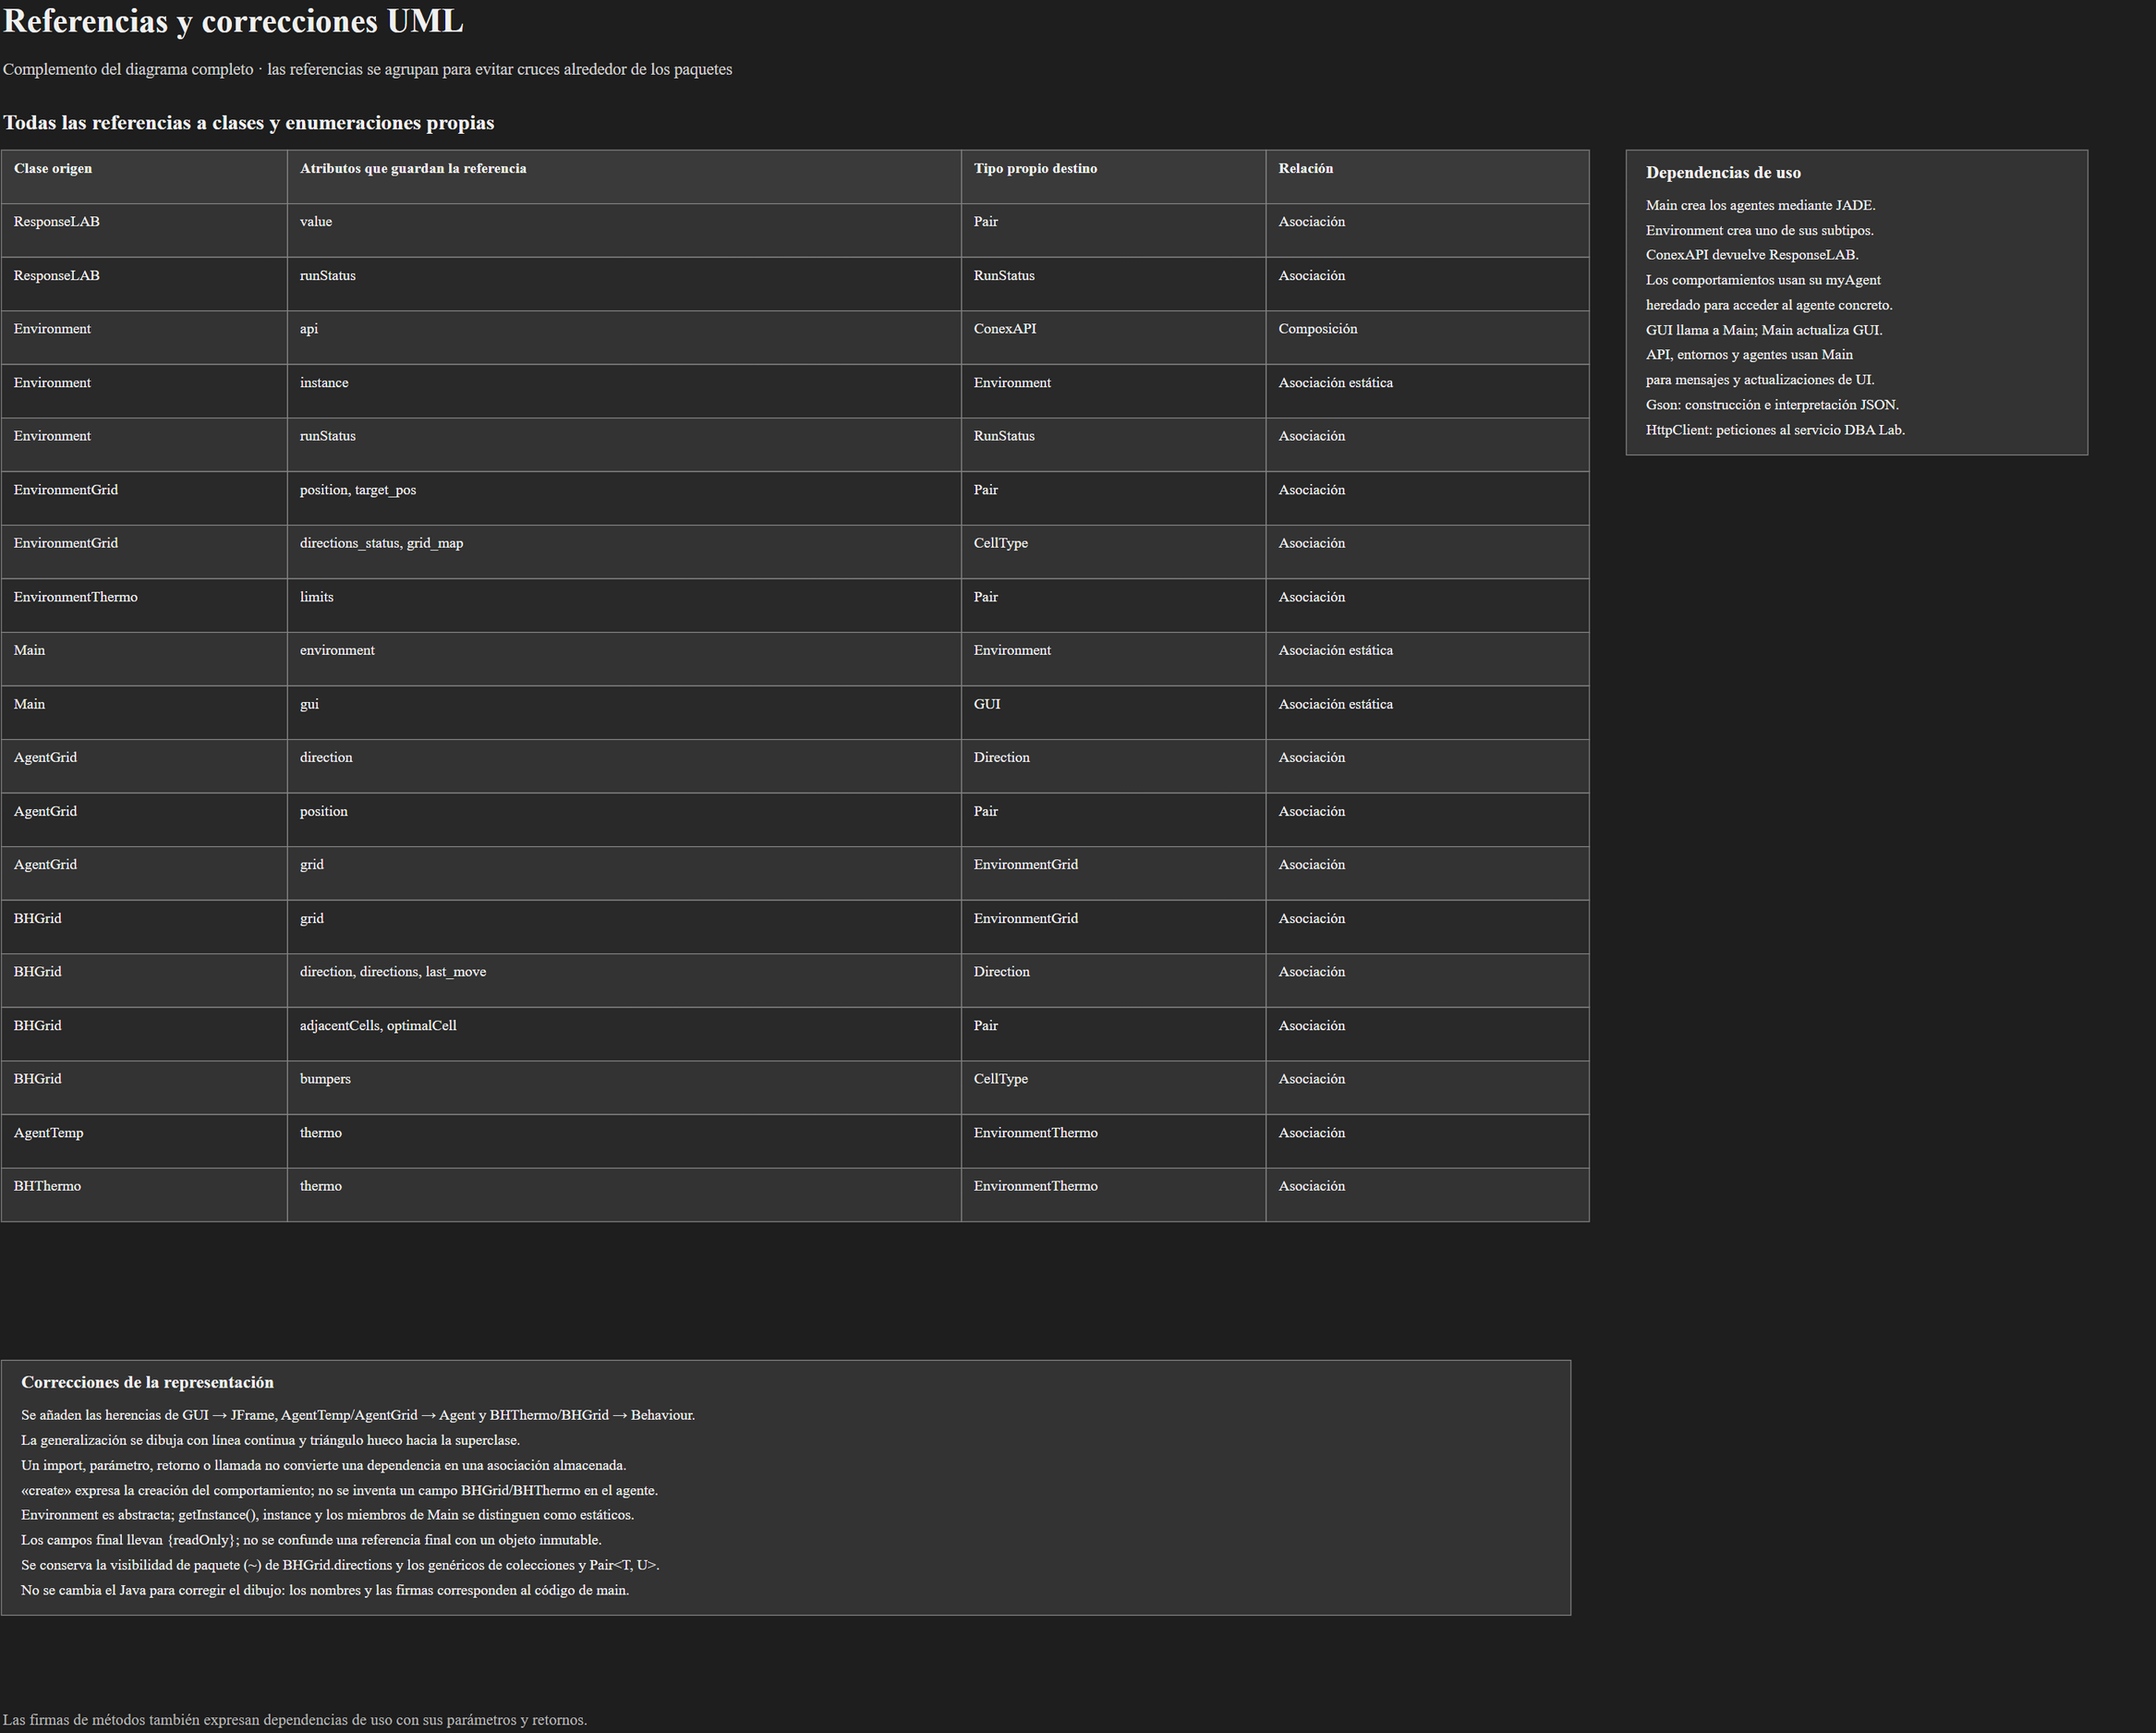 Referencias y correcciones UML
Complemento del diagrama completo · las referencias se agrupan para evitar cruces alrededor de los paquetes
Todas las referencias a clases y enumeraciones propias
Clase origen Atributos que guardan la referencia Tipo propio destino Relación
ResponseLAB value Pair Asociación
ResponseLAB runStatus RunStatus Asociación
Environment api ConexAPI Composición
Environment instance Environment Asociación estática
Environment runStatus RunStatus Asociación
EnvironmentGrid position, target_pos Pair Asociación
EnvironmentGrid directions_status, grid_map CellType Asociación
EnvironmentThermo limits Pair Asociación
Main environment Environment Asociación estática
Main gui GUI Asociación estática
AgentGrid direction Direction Asociación
AgentGrid position Pair Asociación
AgentGrid grid EnvironmentGrid Asociación
BHGrid grid EnvironmentGrid Asociación
BHGrid direction, directions, last_move Direction Asociación
BHGrid adjacentCells, optimalCell Pair Asociación
BHGrid bumpers CellType Asociación
AgentTemp thermo EnvironmentThermo Asociación
BHThermo thermo EnvironmentThermo Asociación
Dependencias de uso
Main crea los agentes mediante JADE.
Environment crea uno de sus subtipos.
ConexAPI devuelve ResponseLAB.
Los comportamientos usan su myAgent
heredado para acceder al agente concreto.
GUI llama a Main; Main actualiza GUI.
API, entornos y agentes usan Main
para mensajes y actualizaciones de UI.
Gson: construcción e interpretación JSON.
HttpClient: peticiones al servicio DBA Lab.
Correcciones de la representación
Se añaden las herencias de GUI → JFrame, AgentTemp/AgentGrid → Agent y BHThermo/BHGrid → Behaviour.
La generalización se dibuja con línea continua y triángulo hueco hacia la superclase.
Un import, parámetro, retorno o llamada no convierte una dependencia en una asociación almacenada.
«create» expresa la creación del comportamiento; no se inventa un campo BHGrid/BHThermo en el agente.
Environment es abstracta; getInstance(), instance y los miembros de Main se distinguen como estáticos.
Los campos final llevan {readOnly}; no se confunde una referencia final con un objeto inmutable.
Se conserva la visibilidad de paquete (~) de BHGrid.directions y los genéricos de colecciones y Pair<T, U>.
No se cambia el Java para corregir el dibujo: los nombres y las firmas corresponden al código de main.
Las firmas de métodos también expresan dependencias de uso con sus parámetros y retornos.